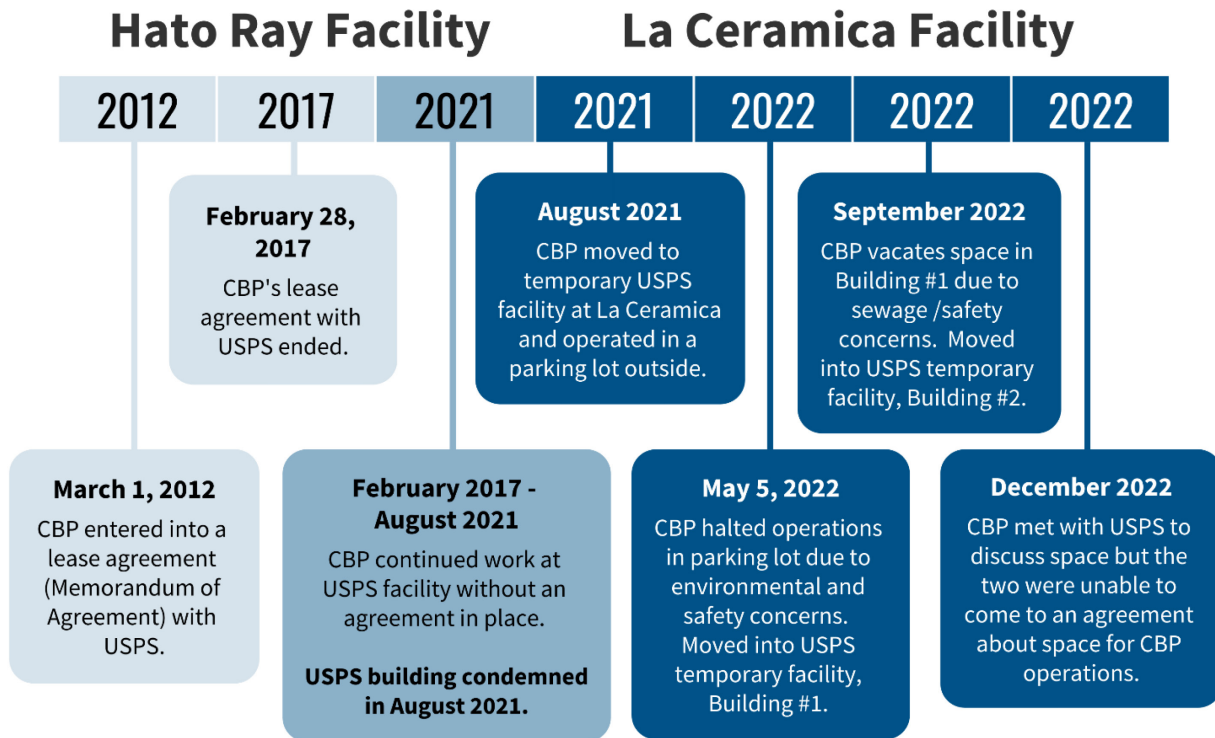 Hato Ray Facility
La Ceramica Facility
2012
2017
2021
2021
2022
2022
2022
February 28,
2017
CBP's lease
agreement with
USPS ended.
August 2021
CBP moved to
temporary USPS
facility at La Ceramica
and operated in a
parking lot outside.
September 2022
CBP vacates space in
Building #1 due to
sewage /safety
concerns.  Moved
into USPS temporary
facility, Building #2.
March 1, 2012
CBP entered into a
lease agreement
(Memorandum of
Agreement) with
USPS.
February 2017 -
August 2021
CBP continued work at
USPS facility without an
agreement in place.
USPS building condemned
in August 2021.
May 5, 2022
CBP halted operations
in parking lot due to
environmental and
safety concerns.
Moved into USPS
temporary facility,
Building #1.
December 2022
CBP met with USPS to
discuss space but the
two were unable to
come to an agreement
about space for CBP
operations.